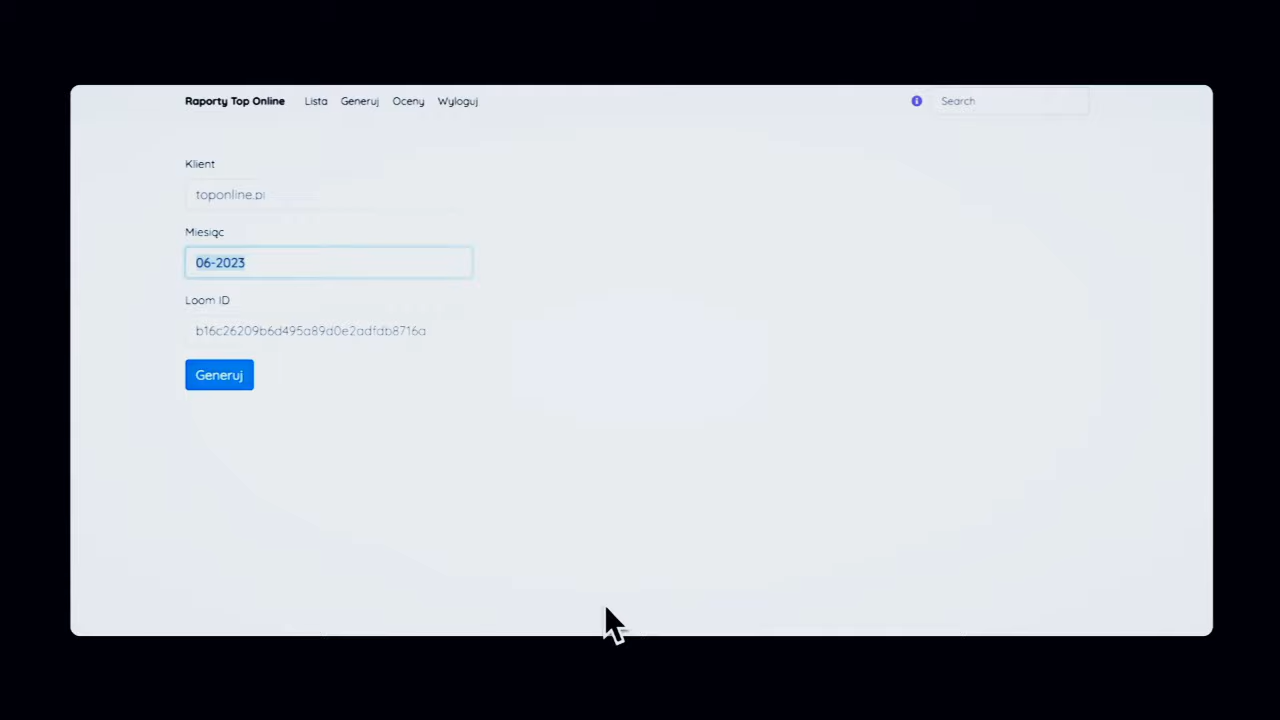 Raporty Top Online Lista Generuj Oceny Wyloguj Search
Klient
toponline.pl
Miesiąc
06-2023
Loom ID
b16c26209b6d495a89d0e2adfdb8716a
Generuj